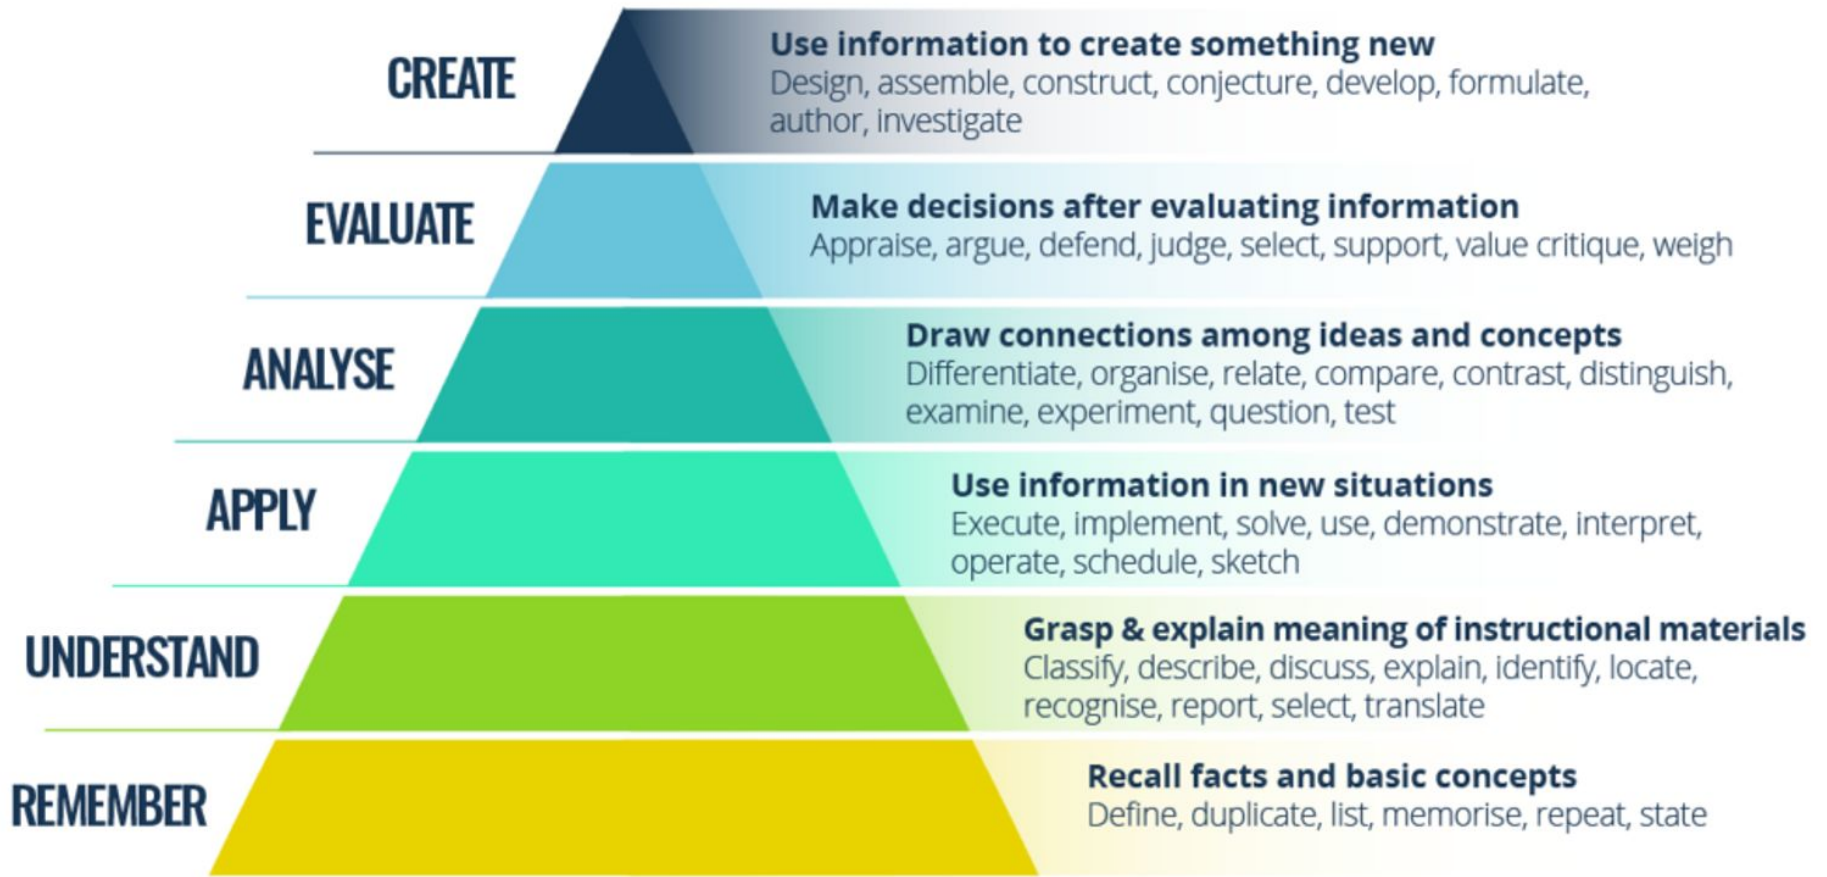 CREATE
Use information to create something new
Design, assemble, construct, conjecture, develop, formulate,
author, investigate
EVALUATE
Make decisions after evaluating information
Appraise, argue, defend, judge, select, support, value critique, weigh
ANALYSE
Draw connections among ideas and concepts
Differentiate, organise, relate, compare, contrast, distinguish,
examine, experiment, question, test
APPLY
Use information in new situations
Execute, implement, solve, use, demonstrate, interpret,
operate, schedule, sketch
UNDERSTAND
Grasp & explain meaning of instructional materials
Classify, describe, discuss, explain, identify, locate,
recognise, report, select, translate
REMEMBER
Recall facts and basic concepts
Define, duplicate, list, memorise, repeat, state